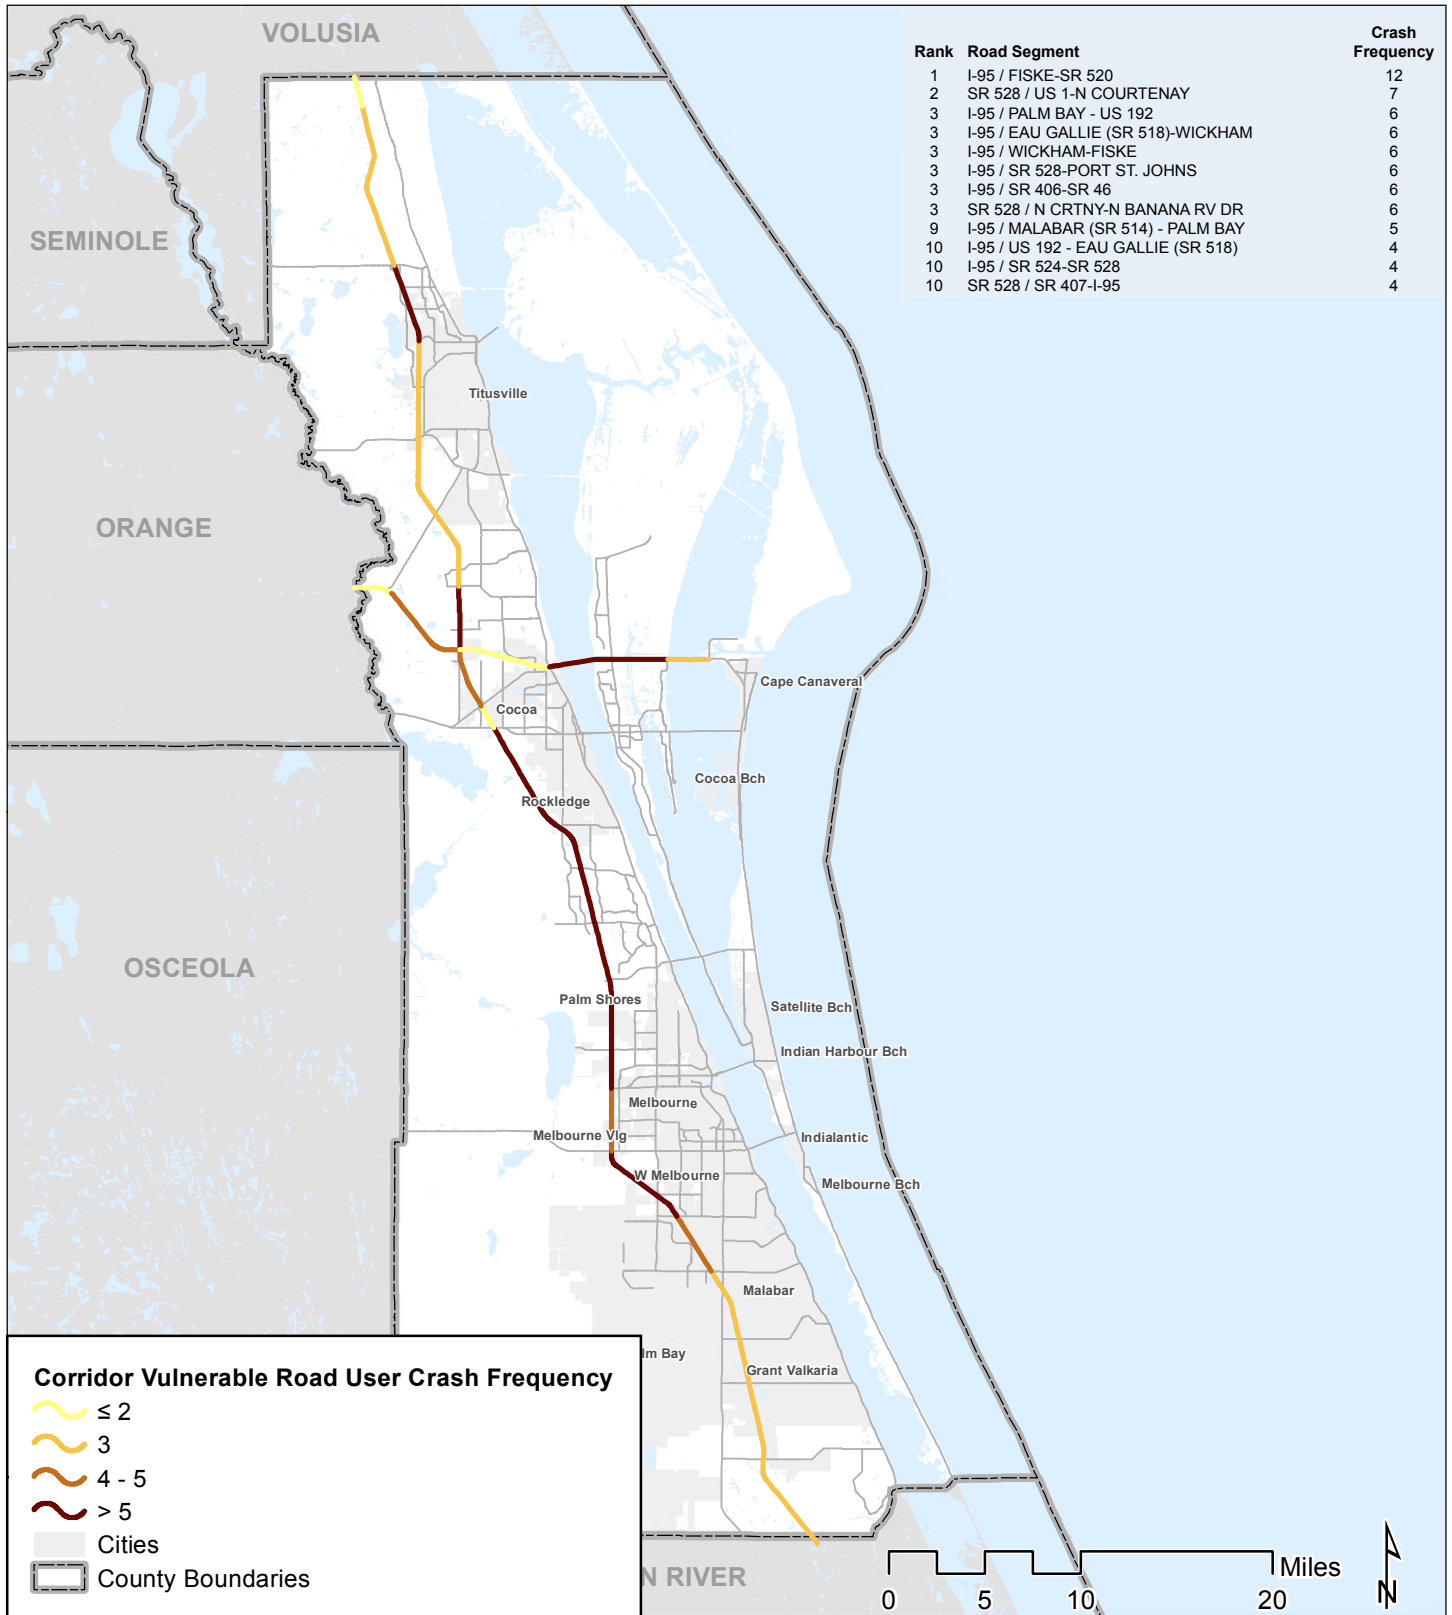 VOLUSIA
Crash
Rank Road Segment Frequency
1 I-95 / FISKE-SR 520 12
2 SR 528 / US 1-N COURTENAY 7
3 I-95 / PALM BAY - US 192 6
3 I-95 / EAU GALLIE (SR 518)-WICKHAM 6
3 I-95 / WICKHAM-FISKE 6
3 I-95 / SR 528-PORT ST. JOHNS 6
3 I-95 / SR 406-SR 46 6
3 SR 528 / N CRTNY-N BANANA RV DR 6
9 I-95 / MALABAR (SR 514) - PALM BAY 5
10 I-95 / US 192 - EAU GALLIE (SR 518) 4
10 I-95 / SR 524-SR 528 4
10 SR 528 / SR 407-I-95 4
SEMINOLE
Titusville
ORANGE
Cape Canaveral
Cocoa
Cocoa Bch
Rockledge
OSCEOLA
Palm Shores
Satellite Bch
Indian Harbour Bch
Melbourne
Melbourne Vlg
Indialantic
W Melbourne
Melbourne Bch
Malabar
lm Bay
Grant Valkaria
Corridor Vulnerable Road User Crash Frequency
≤ 2
3
4 - 5
> 5
Cities
County Boundaries
N RIVER
Miles
0 5 10 20
N